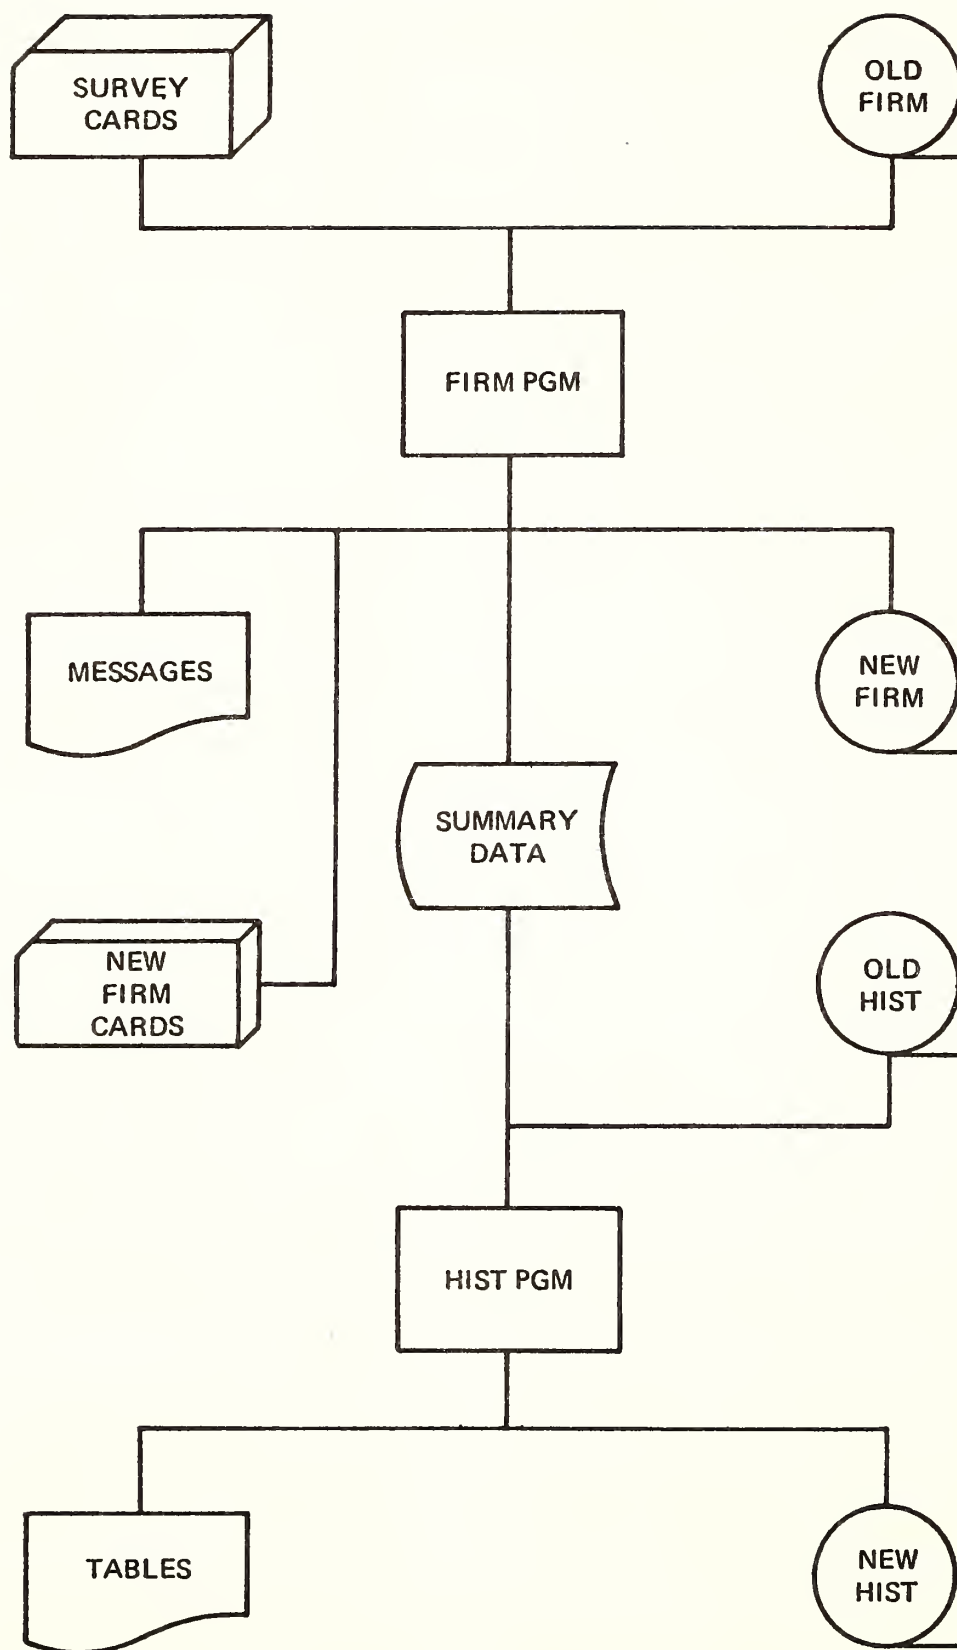 SURVEY
CARDS
OLD
FIRM
FIRM PGM
MESSAGES
NEW
FIRM
SUMMARY
DATA
NEW
FIRM
CARDS
OLD
HIST
HIST PGM
TABLES
NEW
HIST